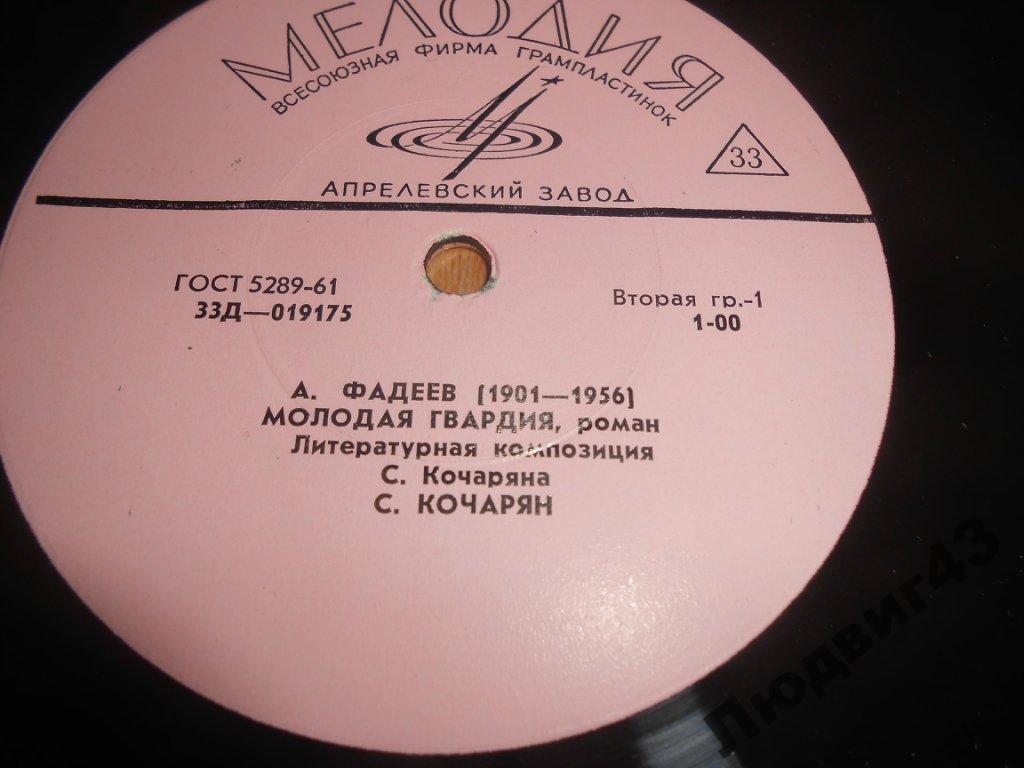 МЕЛОДИЯ
ВСЕСОЮЗНАЯ ФИРМА ГРАМПЛАСТИНОК
33
АПРЕЛЕВСКИЙ ЗАВОД
ГОСТ 5289-61
33Д—019175
Вторая гр.-1
1-00
А. ФАДЕЕВ (1901—1956)
МОЛОДАЯ ГВАРДИЯ, роман
Литературная композиция
С. Кочаряна
С. КОЧАРЯН
Людвиг43